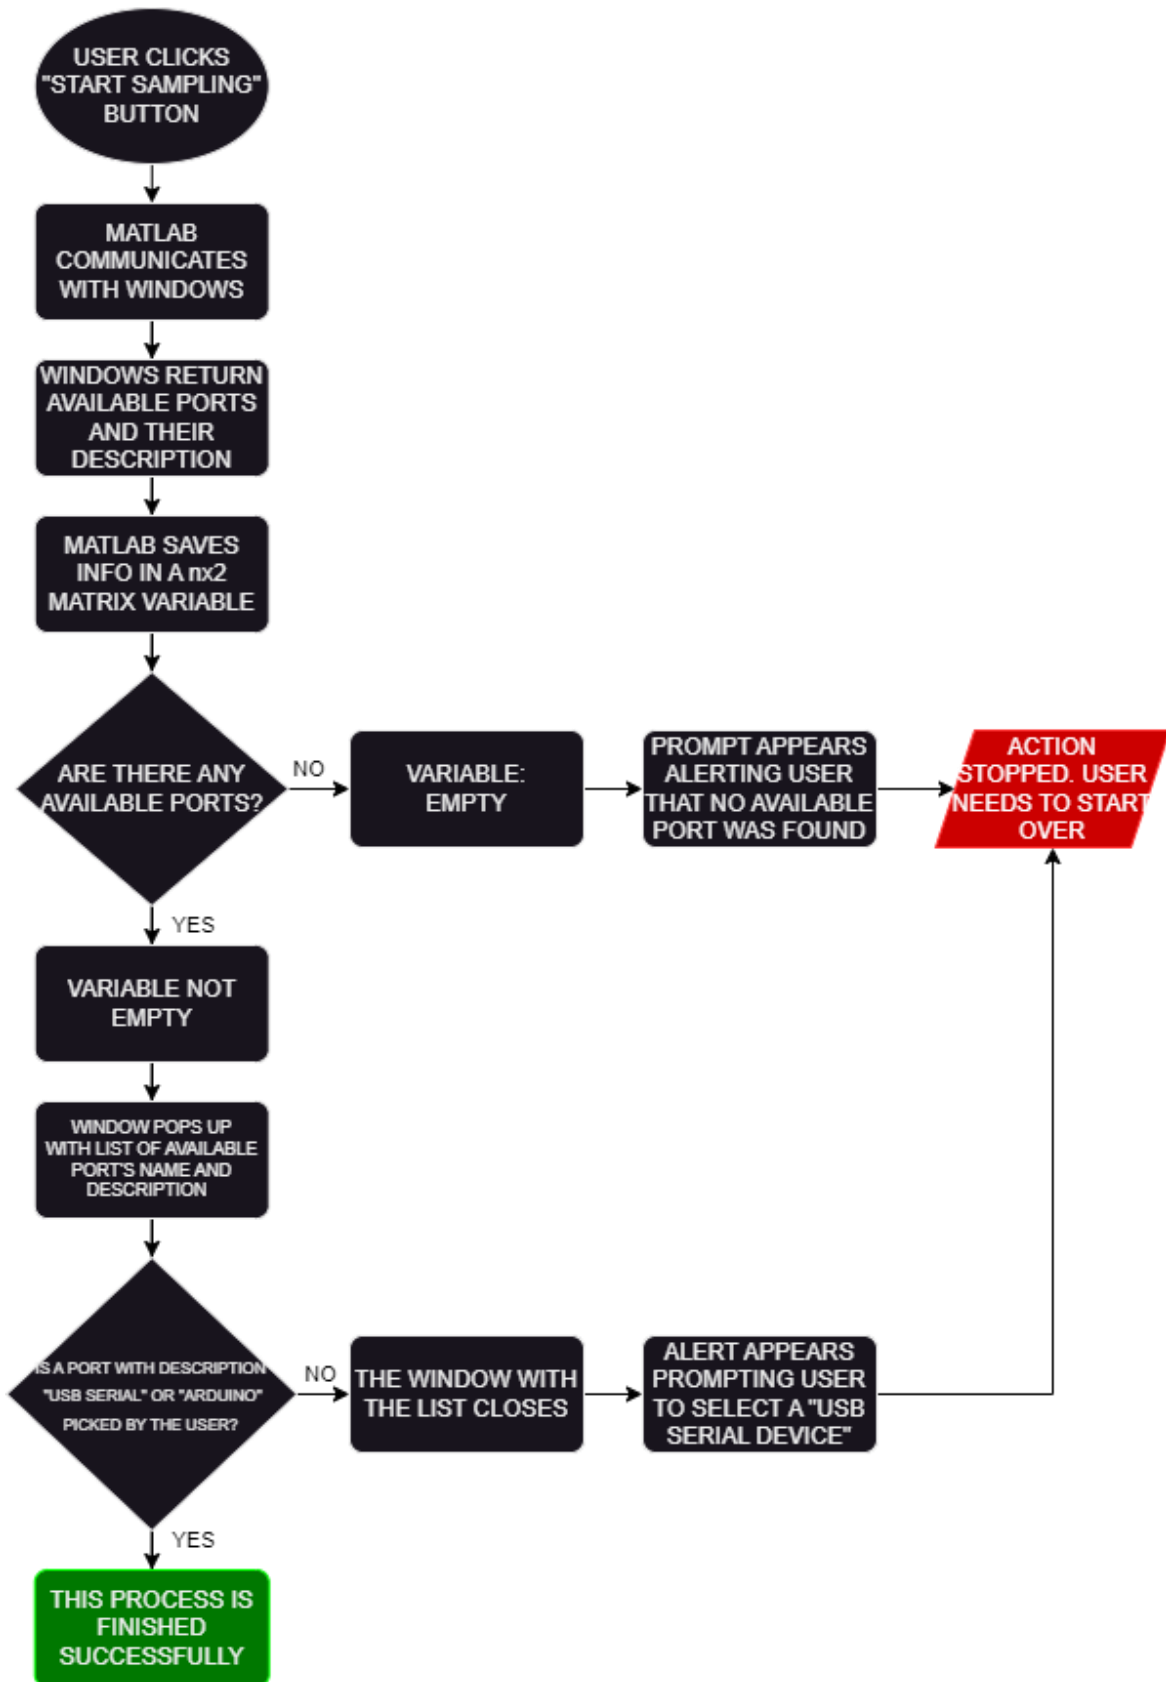 USER CLICKS
"START SAMPLING"
BUTTON
MATLAB
COMMUNICATES
WITH WINDOWS
WINDOWS RETURN
AVAILABLE PORTS
AND THEIR
DESCRIPTION
MATLAB SAVES
INFO IN A nx2
MATRIX VARIABLE
ARE THERE ANY
AVAILABLE PORTS?
NO
VARIABLE:
EMPTY
PROMPT APPEARS
ALERTING USER
THAT NO AVAILABLE
PORT WAS FOUND
ACTION
STOPPED. USER
NEEDS TO START
OVER
YES
VARIABLE NOT
EMPTY
WINDOW POPS UP
WITH LIST OF AVAILABLE
PORT'S NAME AND
DESCRIPTION
IS A PORT WITH DESCRIPTION
"USB SERIAL" OR "ARDUINO"
PICKED BY THE USER?
NO
THE WINDOW WITH
THE LIST CLOSES
ALERT APPEARS
PROMPTING USER
TO SELECT A "USB
SERIAL DEVICE"
YES
THIS PROCESS IS
FINISHED
SUCCESSFULLY